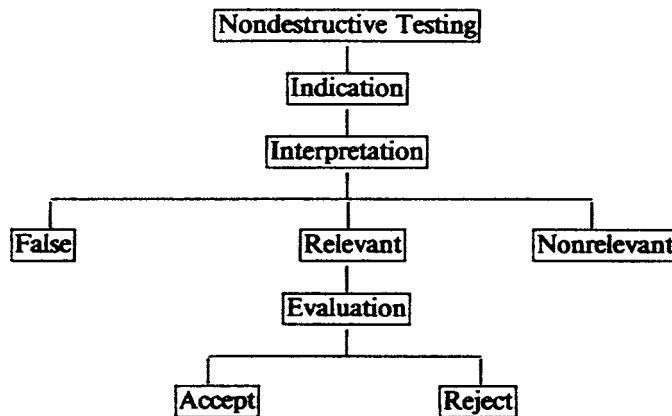 Nondestructive Testing
Indication
Interpretation
False Relevant Nonrelevant
Evaluation
Accept Reject